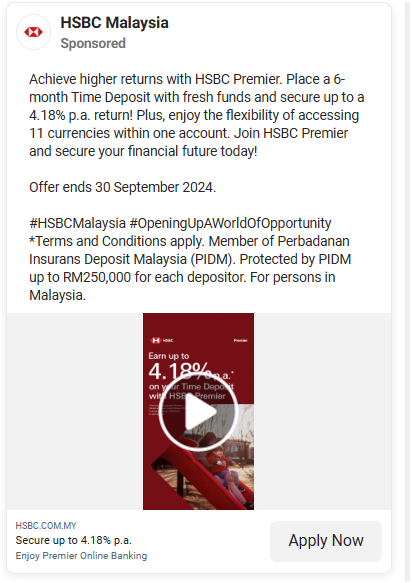 HSBC Malaysia
Sponsored
Achieve higher returns with HSBC Premier. Place a 6-
month Time Deposit with fresh funds and secure up to a
4.18% p.a. return! Plus, enjoy the flexibility of accessing
11 currencies within one account. Join HSBC Premier
and secure your financial future today!
Offer ends 30 September 2024.
#HSBCMalaysia #OpeningUpAWorldOfOpportunity
*Terms and Conditions apply. Member of Perbadanan
Insurans Deposit Malaysia (PIDM). Protected by PIDM
up to RM250,000 for each depositor. For persons in
Malaysia.
HSBC Premier
Earn up to
4.18% p.a.*
on your Time Deposit
with HSBC Premier
HSBC.COM.MY
Secure up to 4.18% p.a.
Enjoy Premier Online Banking
Apply Now